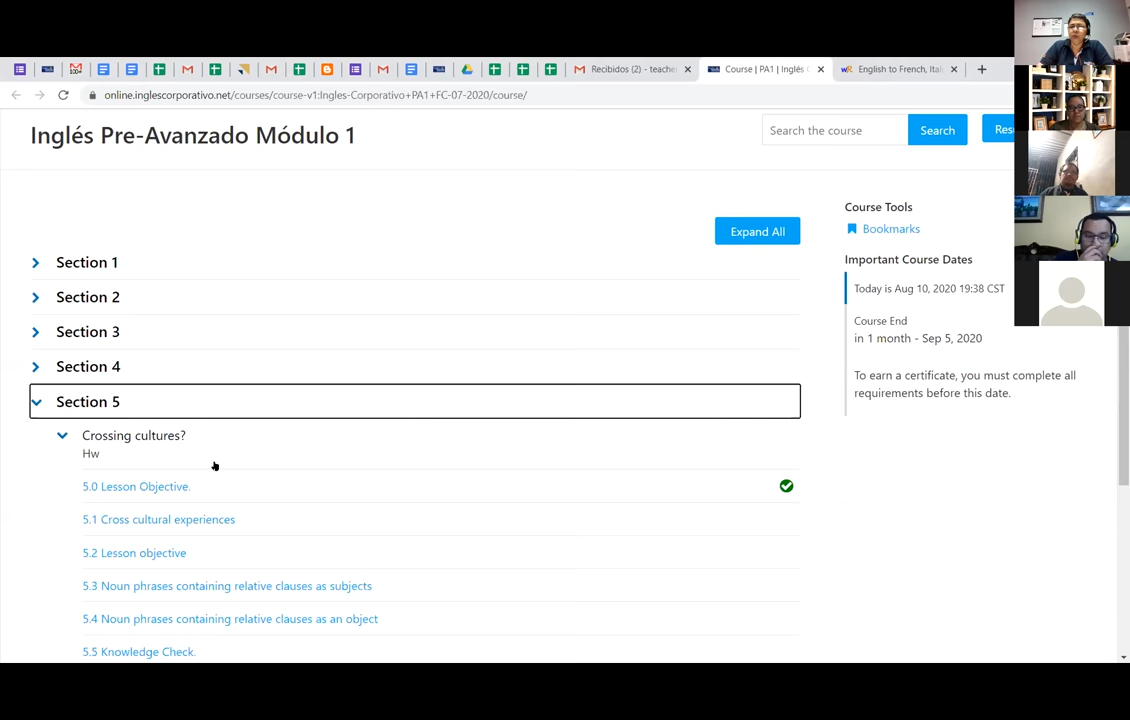 100+
Recibidos (2) - teache
Course | PA1 | Inglés C
WR English to French, Ital
online.inglescorporativo.net/courses/course-v1:Ingles-Corporativo+PA1+FC-07-2020/course/
Inglés Pre-Avanzado Módulo 1
Search the course
Search
Expand All
Section 1
Section 2
Section 3
Section 4
Section 5
Crossing cultures?
Hw
5.0 Lesson Objective.
5.1 Cross cultural experiences
5.2 Lesson objective
5.3 Noun phrases containing relative clauses as subjects
5.4 Noun phrases containing relative clauses as an object
5.5 Knowledge Check.
Course Tools
Bookmarks
Important Course Dates
Today is Aug 10, 2020 19:38 CST
Course End
in 1 month - Sep 5, 2020
To earn a certificate, you must complete all
requirements before this date.